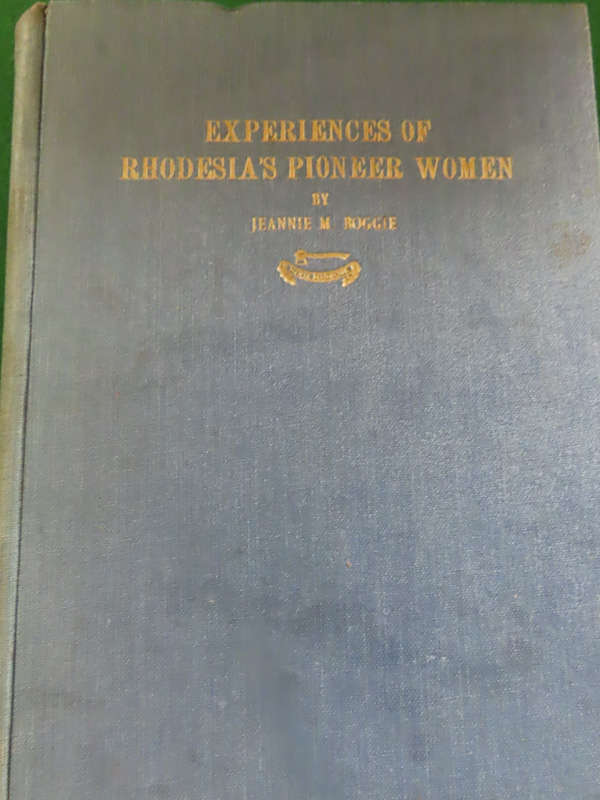 EXPERIENCES OF
RHODESIA'S PIONEER WOMEN
BY
JEANNIE M BOGGIE